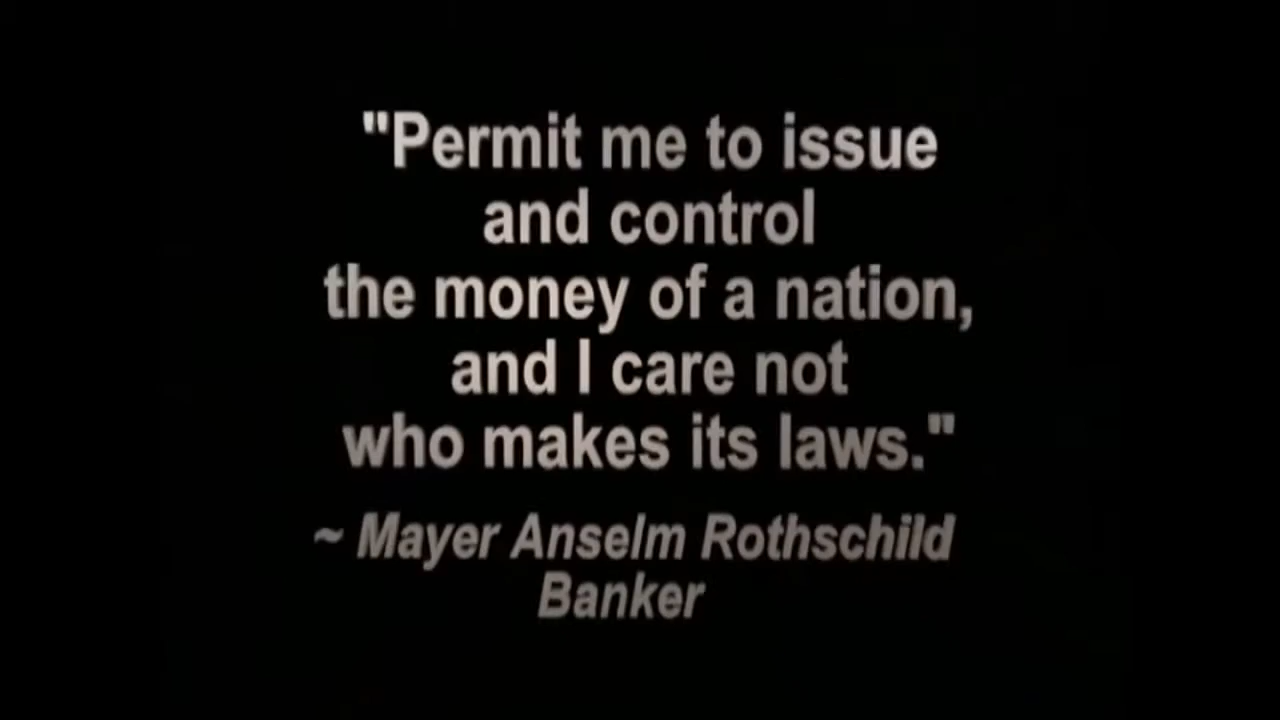 "Permit me to issue
and control
the money of a nation,
and I care not
who makes its laws."
~ Mayer Anselm Rothschild
Banker